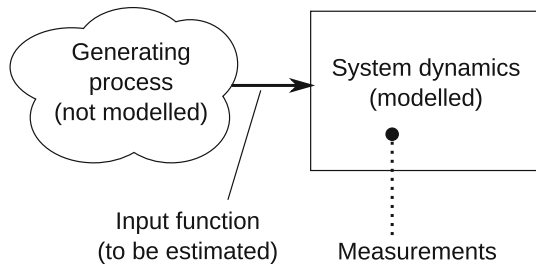 Generating
process
(not modelled)
System dynamics
(modelled)
Input function
(to be estimated)
Measurements